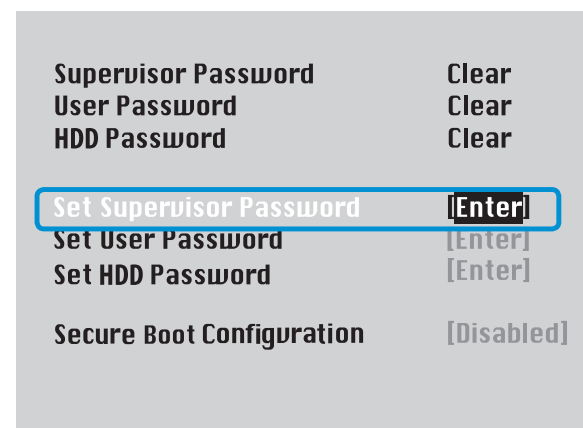 Supervisor Password Clear
User Password Clear
HDD Password Clear
Set Supervisor Password [Enter]
Set User Password [Enter]
Set HDD Password [Enter]
Secure Boot Configuration [Disabled]